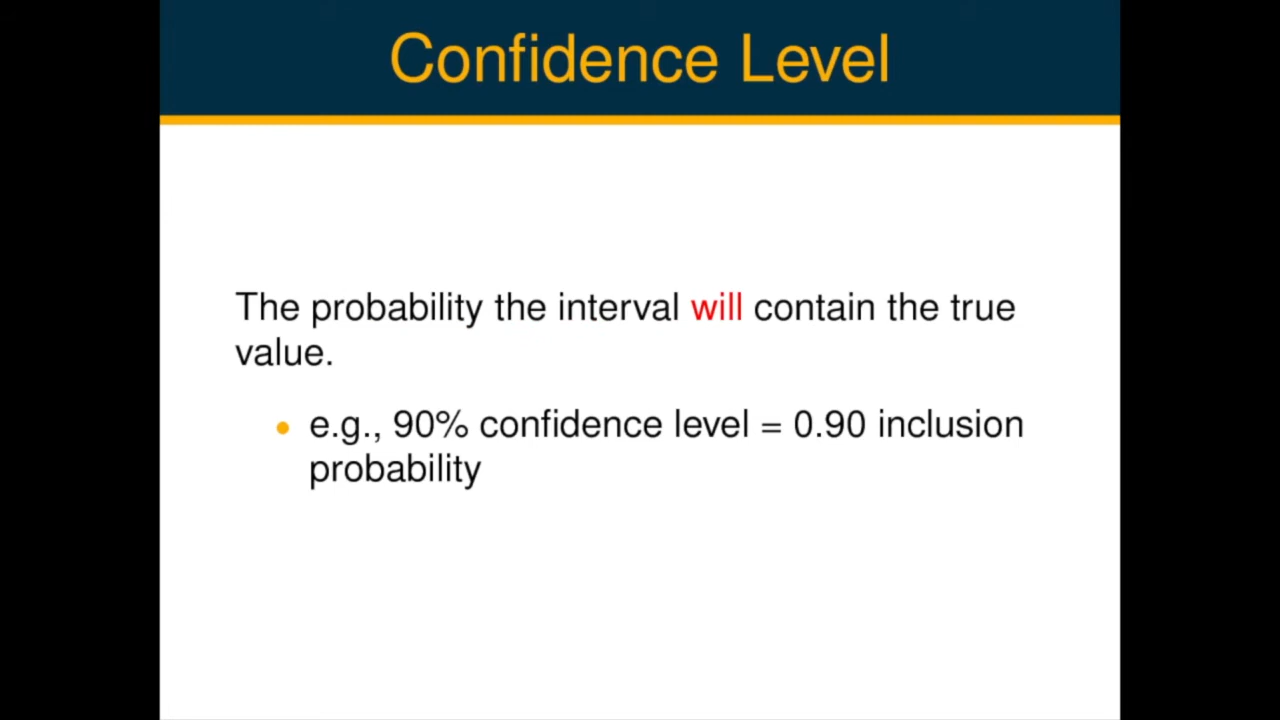 Confidence Level
The probability the interval will contain the true
value.
• e.g., 90% confidence level = 0.90 inclusion
probability